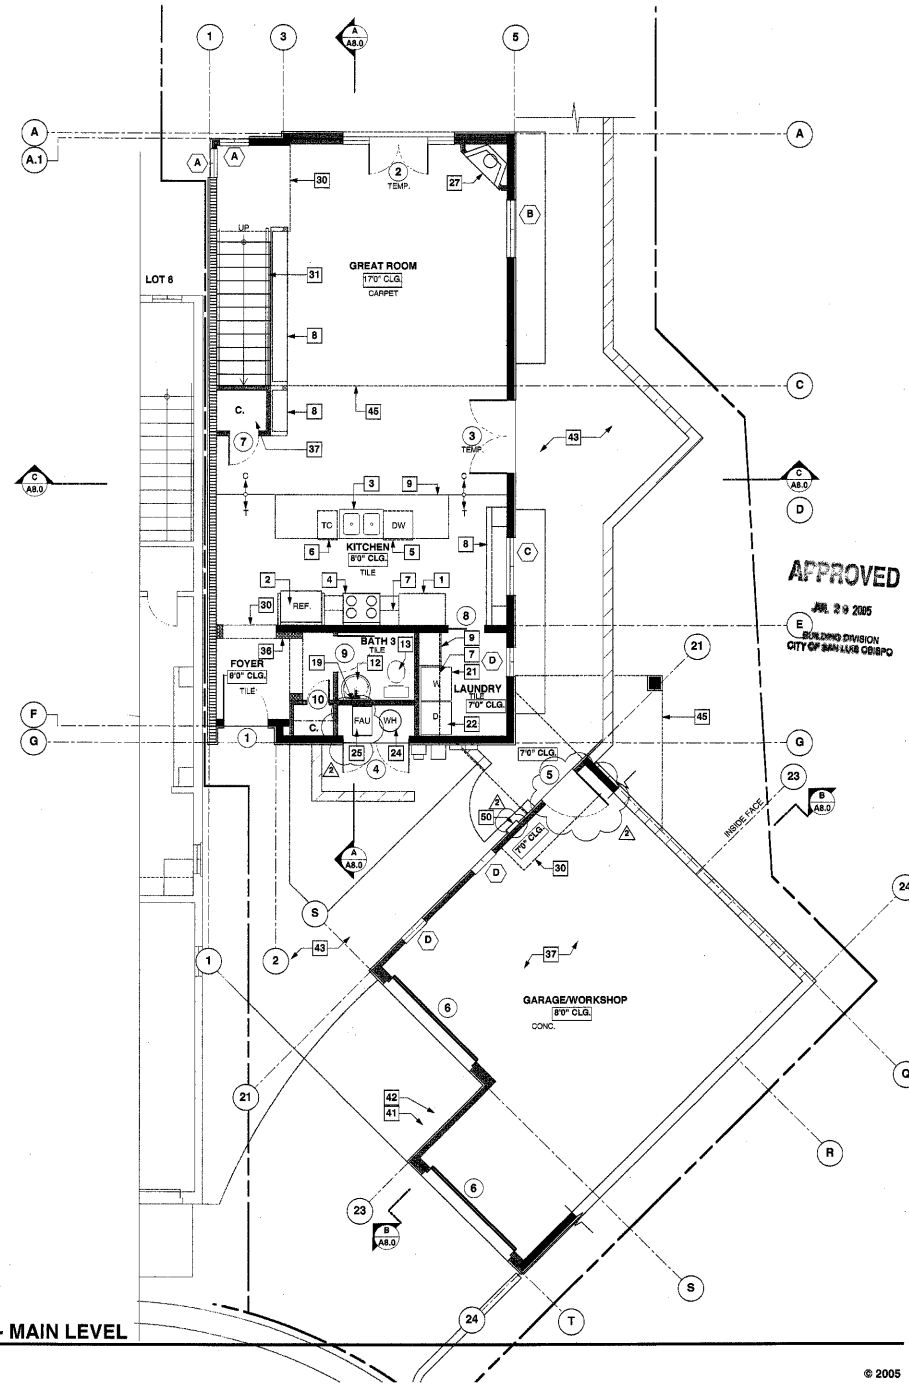 1
3
A
A8.0
5
A
A
A.1
A
A
2
TEMP.
30
27
B
UP
LOT 6
GREAT ROOM
17'0" CLG.
CARPET
31
8
C
C.
8
45
7
37
3
TEMP.
43
C
A8.0
C
T
C
T
C
A8.0
D
3
9
TC
DW
6
KITCHEN
5
8'0" CLG.
TILE
8
C
2
4
7
1
REF.
30
8
E
APPROVED
JUL 29 2005
BUILDING DIVISION
CITY OF SAN LUIS OBISPO
36
FOYER
8'0" CLG.
TILE
BATH 3
TILE
13
9
12
19
9
7
21
D
21
W
LAUNDRY
TILE
7'0" CLG.
10
C.
FAU
WH
D
22
45
F
G
1
25
24
4
2
7'0" CLG.
G
5
23
B
A8.0
INSIDE FACE
2
50
7'0" CLG.
2
30
A
A8.0
D
24
S
D
43
1
2
37
GARAGE/WORKSHOP
8'0" CLG.
CONC.
6
21
42
41
Q
R
6
23
B
A8.0
S
24
T
- MAIN LEVEL
© 2005